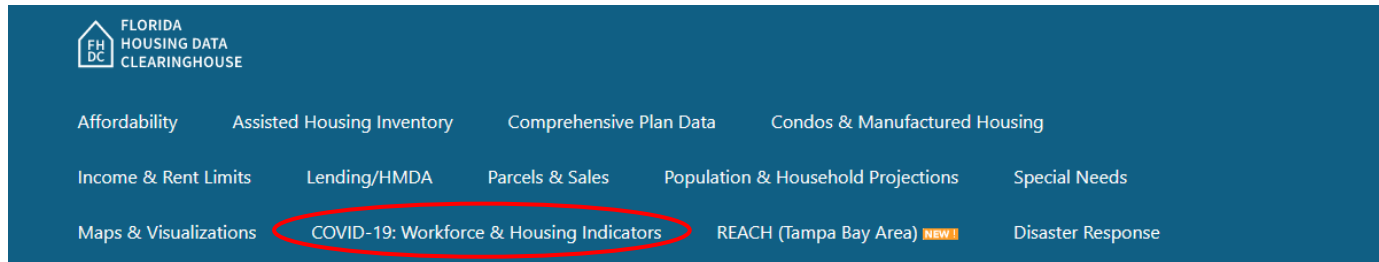 FLORIDA
FH HOUSING DATA
DC CLEARINGHOUSE
Affordability Assisted Housing Inventory Comprehensive Plan Data Condos & Manufactured Housing
Income & Rent Limits Lending/HMDA Parcels & Sales Population & Household Projections Special Needs
Maps & Visualizations COVID-19: Workforce & Housing Indicators REACH (Tampa Bay Area) NEW ! Disaster Response